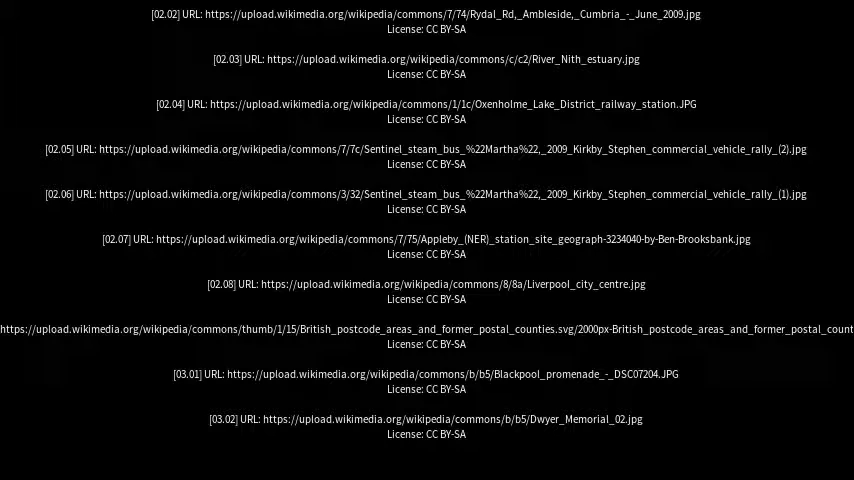 [02.02] URL: https://upload.wikimedia.org/wikipedia/commons/7/74/Rydal_Rd,_Ambleside,_Cumbria_-_June_2009.jpg
License: CC BY-SA
[02.03] URL: https://upload.wikimedia.org/wikipedia/commons/c/c2/River_Nith_estuary.jpg
License: CC BY-SA
[02.04] URL: https://upload.wikimedia.org/wikipedia/commons/1/1c/Oxenholme_Lake_District_railway_station.JPG
License: CC BY-SA
[02.05] URL: https://upload.wikimedia.org/wikipedia/commons/7/7c/Sentinel_steam_bus_%22Martha%22,_2009_Kirkby_Stephen_commercial_vehicle_rally_(2).jpg
License: CC BY-SA
[02.06] URL: https://upload.wikimedia.org/wikipedia/commons/3/32/Sentinel_steam_bus_%22Martha%22,_2009_Kirkby_Stephen_commercial_vehicle_rally_(1).jpg
License: CC BY-SA
[02.07] URL: https://upload.wikimedia.org/wikipedia/commons/7/75/Appleby_(NER)_station_site_geograph-3234040-by-Ben-Brooksbank.jpg
License: CC BY-SA
[02.08] URL: https://upload.wikimedia.org/wikipedia/commons/8/8a/Liverpool_city_centre.jpg
License: CC BY-SA
https://upload.wikimedia.org/wikipedia/commons/thumb/1/15/British_postcode_areas_and_former_postal_counties.svg/2000px-British_postcode_areas_and_former_postal_count
License: CC BY-SA
[03.01] URL: https://upload.wikimedia.org/wikipedia/commons/b/b5/Blackpool_promenade_-_DSC07204.JPG
License: CC BY-SA
[03.02] URL: https://upload.wikimedia.org/wikipedia/commons/b/b5/Dwyer_Memorial_02.jpg
License: CC BY-SA